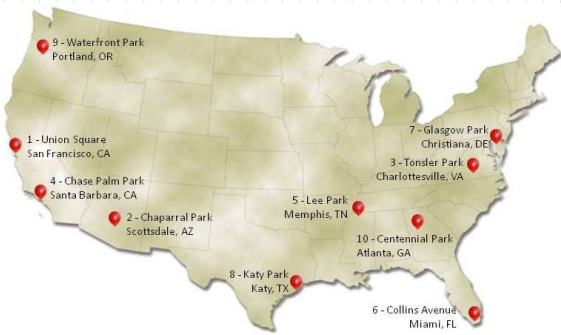 9 - Waterfront Park
Portland, OR
7 - Glasgow Park
Christiana, DE
1 - Union Square
San Francisco, CA
3 - Tonsler Park
Charlottesville, VA
4 - Chase Palm Park
Santa Barbara, CA
5 - Lee Park
Memphis, TN
2 - Chaparral Park
Scottsdale, AZ
10 - Centennial Park
Atlanta, GA
8 - Katy Park
Katy, TX
6 - Collins Avenue
Miami, FL